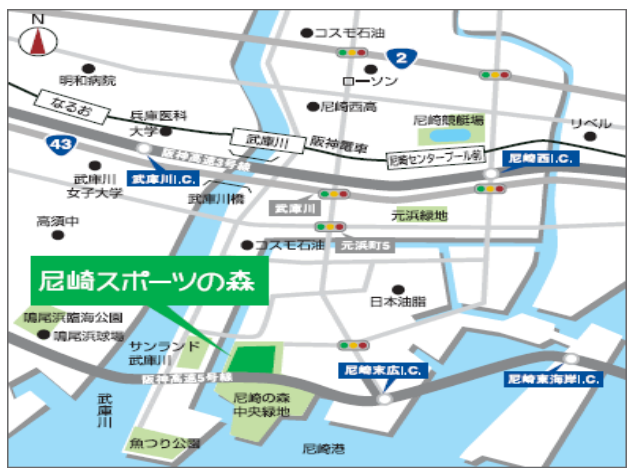 N
コスモ石油
2
明和病院
ローソン
なるお
兵庫医科
大学
尼崎西高
尼崎競艇場
リベル
43
武庫川
阪神電車
尼崎センタープール前
尼崎西I.C.
阪神高速3号線
武庫川
女子大学
武庫川I.C.
武庫川橋
武庫川
元浜緑地
高須中
コスモ石油
元浜町5
尼崎スポーツの森
日本油脂
鳴尾浜臨海公園
鳴尾浜球場
サンランド
武庫川
阪神高速5号線
尼崎末広I.C.
尼崎東海岸I.C.
武庫川
尼崎の森
中央緑地
魚つり公園
尼崎港